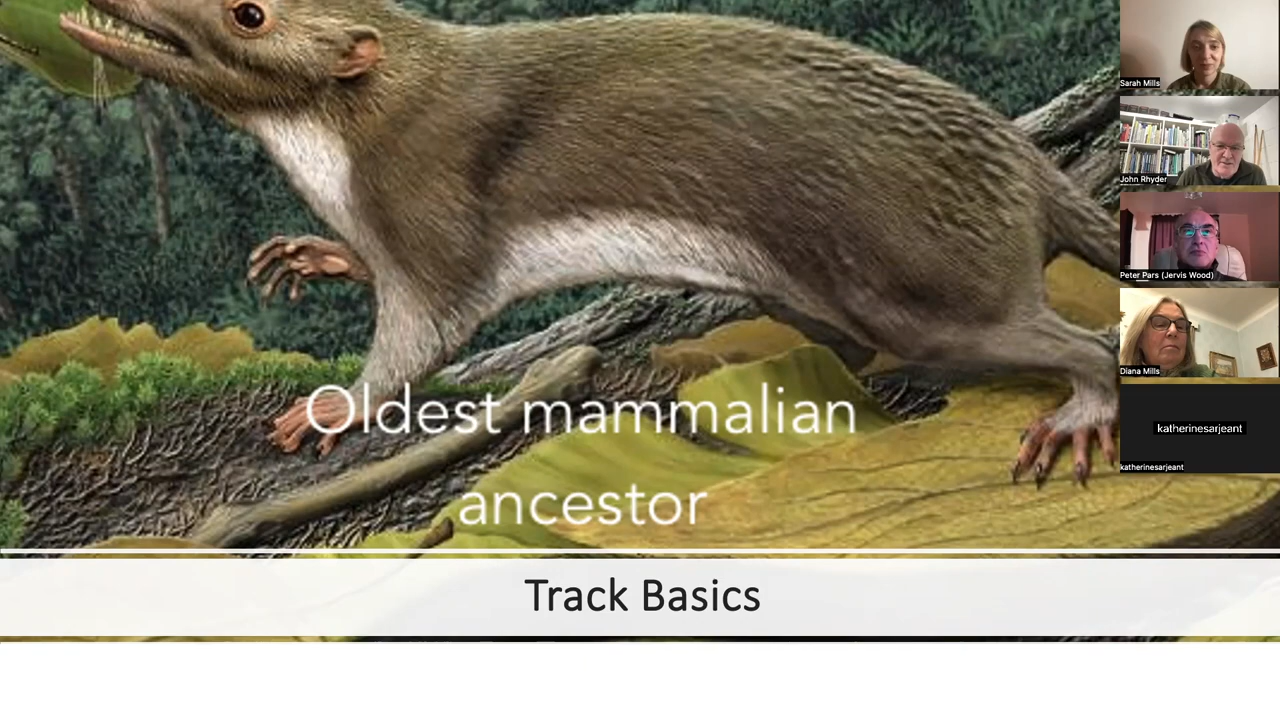 Oldest mammalian
ancestor
Track Basics
Sarah Mills
John Rhyder
Peter Pars (Jervis Wood)
Diana Mills
katherinesarjeant
katherinesarjeant